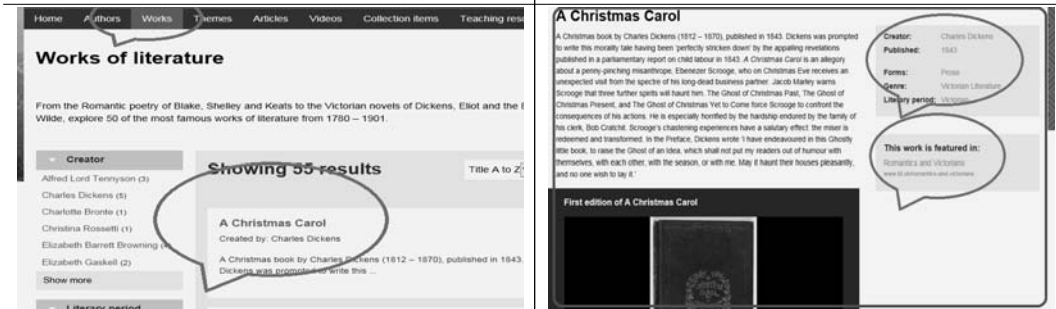 Home Authors Works Themes Articles Videos Collection items Teaching
Works of literature
From the Romantic poetry of Blake, Shelley and Keats to the Victorian novels of Dickens, Eliot and the
Wilde, explore 50 of the most famous works of literature from 1780 – 1901.
Creator
Alfred Lord Tennyson (3)
Charles Dickens (5)
Charlotte Bronte (1)
Christina Rossetti (1)
Elizabeth Barrett Browning
Elizabeth Gaskell (2)
Show more
Literary period
Showing 55 results
Title A to Z
A Christmas Carol
Created by: Charles Dickens
A Christmas book by Charles Dickens (1812 – 1870), published in 1843.
Dickens was prompted to write this ...
A Christmas Carol
A Christmas book by Charles Dickens (1812 – 1870), published in 1843. Dickens was prompted
to write this morality tale having been 'perfectly stricken down' by the appalling revelations
published in a parliamentary report on child labour in 1843. A Christmas Carol is an allegory
about a penny-pinching misanthrope, Ebenezer Scrooge, who on Christmas Eve receives an
unexpected visit from the spectre of his long-dead business partner. Jacob Marley warns
Scrooge that three further spirits will haunt him. The Ghost of Christmas Past, The Ghost of
Christmas Present, and The Ghost of Christmas Yet to Come force Scrooge to confront the
consequences of his actions. He is especially horrified by the hardship endured by the family of
his clerk, Bob Cratchit. Scrooge's chastening experiences have a salutary effect: the miser is
redeemed and transformed. In the Preface, Dickens wrote 'I have endeavoured in this Ghostly
little book, to raise the Ghost of an Idea, which shall not put my readers out of humour with
themselves, with each other, with the season, or with me. May it haunt their houses pleasantly,
and no one wish to lay it.'
First edition of A Christmas Carol
Creator: Charles Dickens
Published: 1843
Forms: Prose
Genre: Victorian Literature
Literary period: Victorian
This work is featured in:
Romantics and Victorians